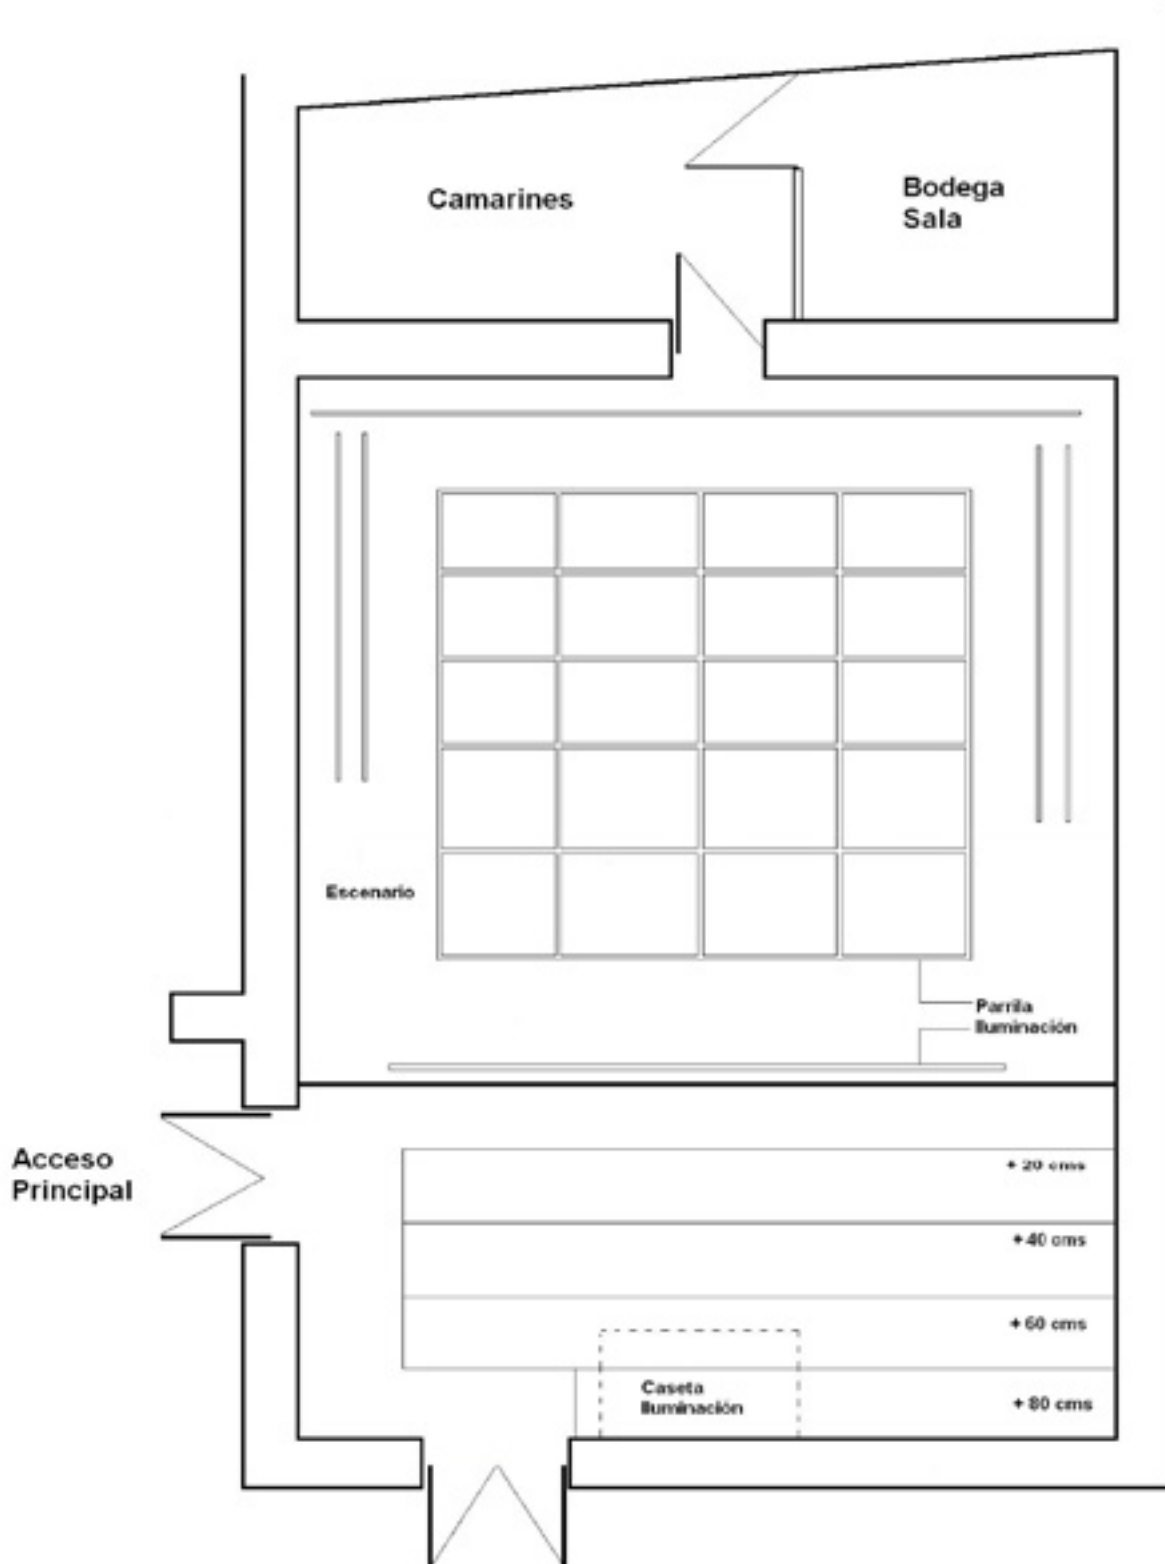 Camarines
Bodega
Sala
Escenario
Parrila
Iluminación
Acceso
Principal
+ 20 cms
+ 40 cms
+ 60 cms
Caseta
Iluminación
+ 80 cms